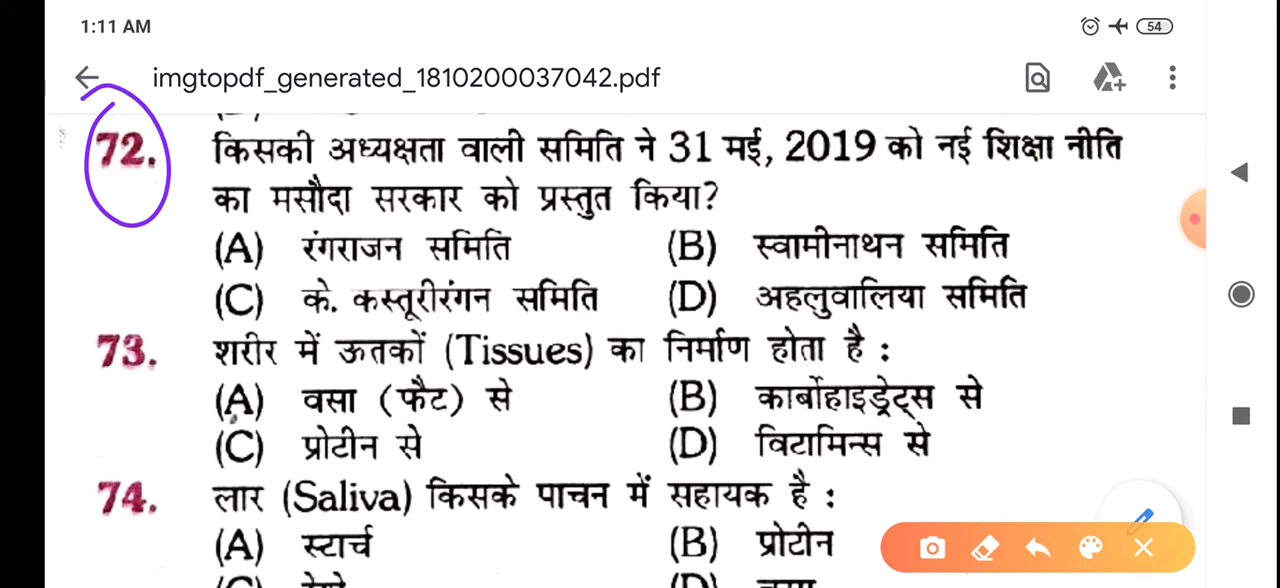 1:11 AM
54
imgtopdf_generated_1810200037042.pdf
72. किसकी अध्यक्षता वाली समिति ने 31 मई, 2019 को नई शिक्षा नीति
का मसौदा सरकार को प्रस्तुत किया?
(A) रंगराजन समिति (B) स्वामीनाथन समिति
(C) के. कस्तूरीरंगन समिति (D) अहलुवालिया समिति
73. शरीर में ऊतकों (Tissues) का निर्माण होता है :
(A) वसा (फैट) से (B) कार्बोहाइड्रेट्स से
(C) प्रोटीन से (D) विटामिन्स से
74. लार (Saliva) किसके पाचन में सहायक है :
(A) स्टार्च (B) प्रोटीन